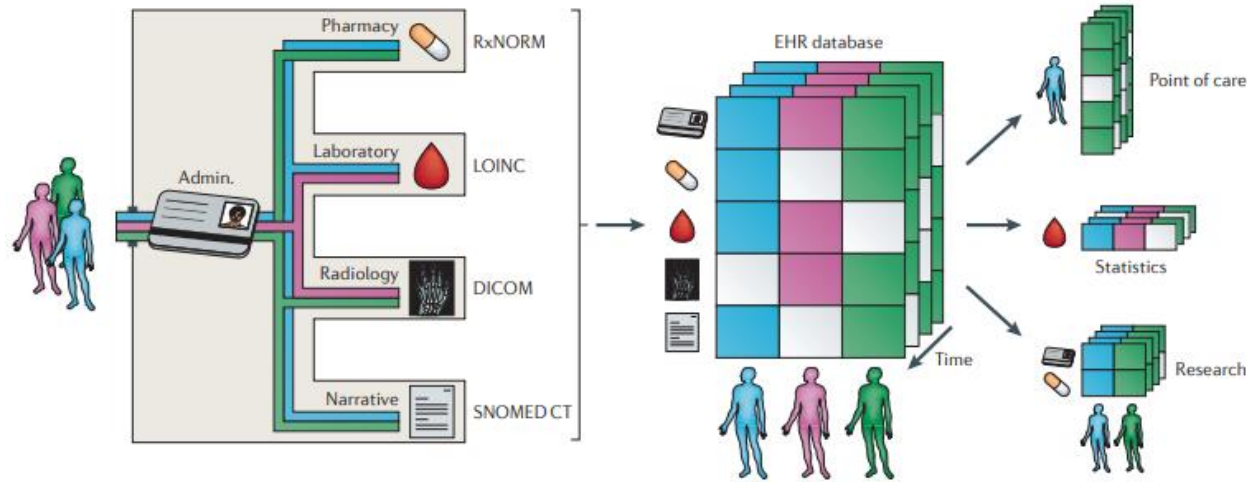 Pharmacy
RxNORM
Admin.
Laboratory
LOINC
Radiology
DICOM
Narrative
SNOMED CT
EHR database
Time
Point of care
Statistics
Research